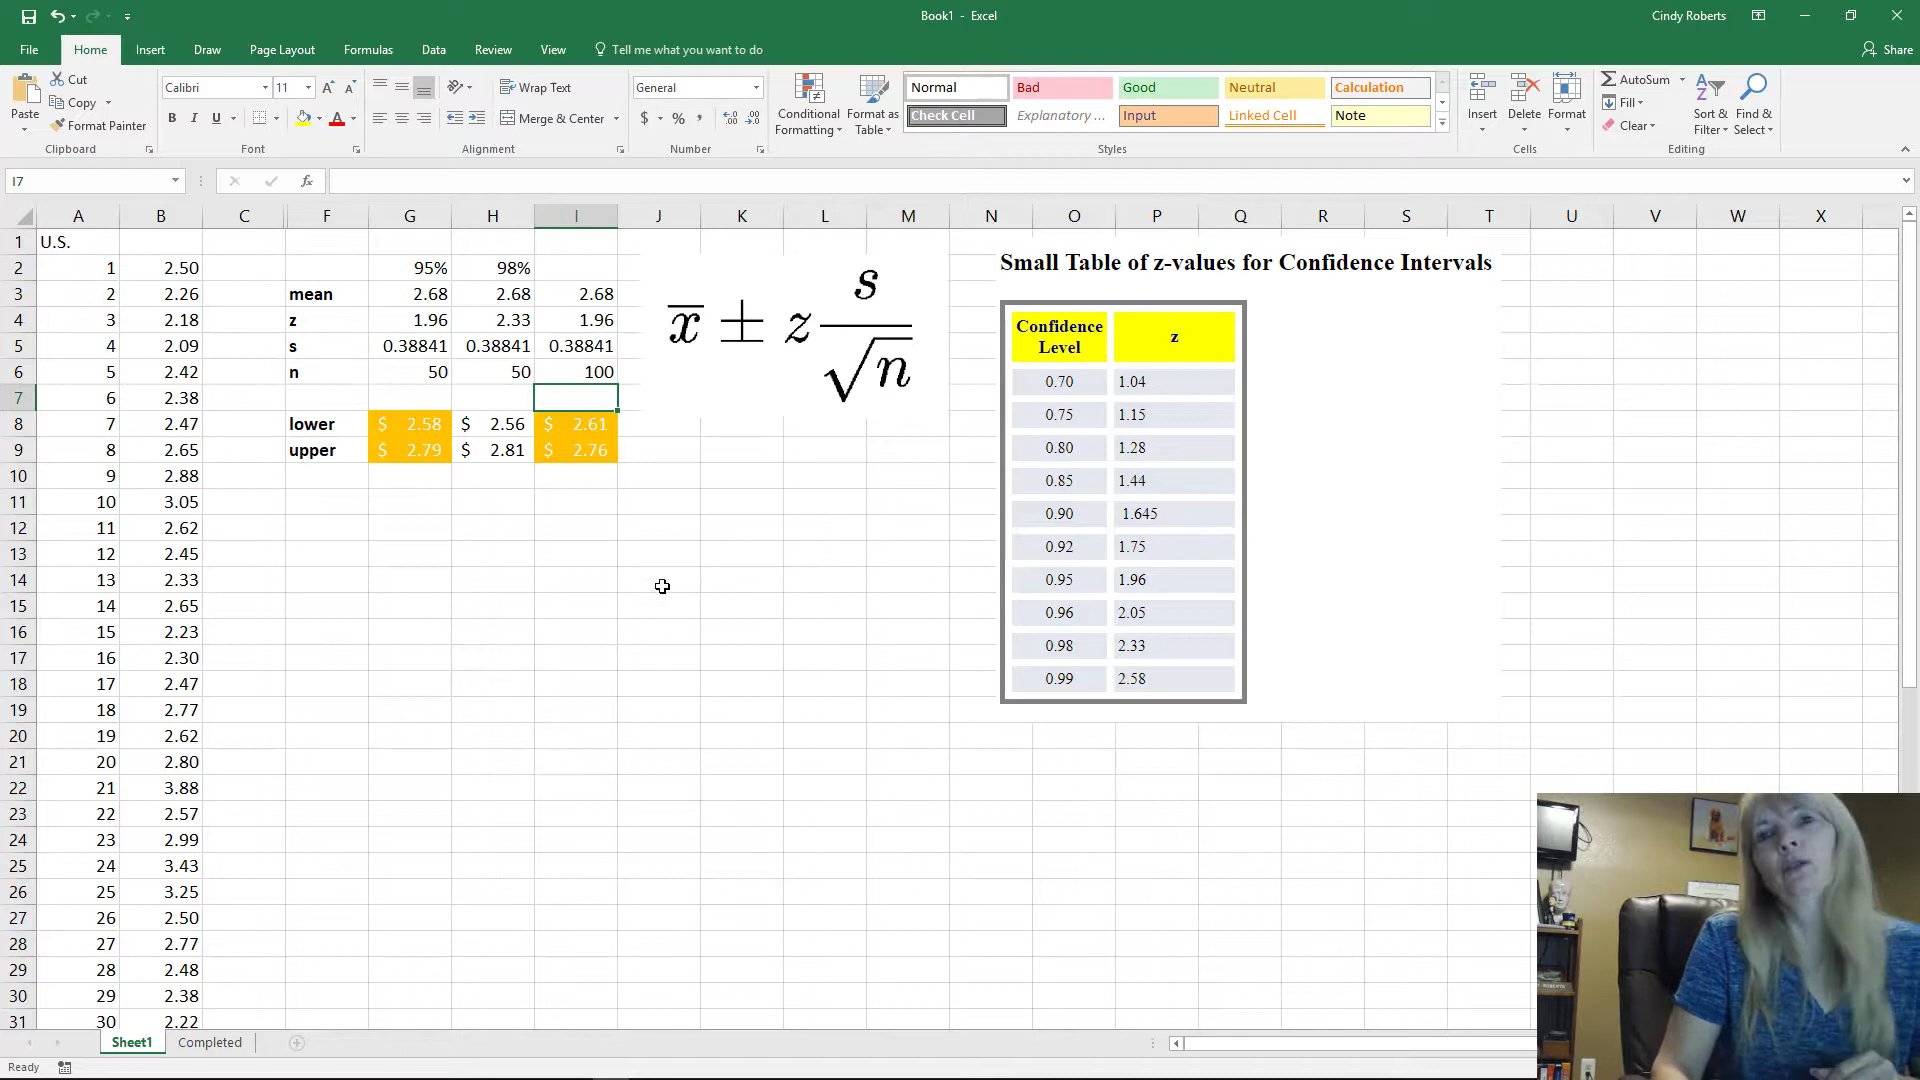 Book1 - Excel
Cindy Roberts
File Home Insert Draw Page Layout Formulas Data Review View Tell me what you want to do
Share
Paste
Cut
Copy
Format Painter
Clipboard
Calibri 11
B I U
Font
Wrap Text
Merge & Center
Alignment
General
$ % ,
Number
Conditional Formatting
Format as Table
Normal Bad Good Neutral Calculation
Check Cell Explanatory ... Input Linked Cell Note
Styles
Insert Delete Format
Cells
AutoSum
Fill
Clear
Sort & Filter
Find & Select
Editing
I7
fx
A B C F G H I J K L M N O P Q R S T U V W X
1 U.S.
2 1 2.50 95% 98%
3 2 2.26 mean 2.68 2.68 2.68
4 3 2.18 z 1.96 2.33 1.96
5 4 2.09 s 0.38841 0.38841 0.38841
6 5 2.42 n 50 50 100
7 6 2.38
8 7 2.47 lower $ 2.58 $ 2.56 $ 2.61
9 8 2.65 upper $ 2.79 $ 2.81 $ 2.76
10 9 2.88
11 10 3.05
12 11 2.62
13 12 2.45
14 13 2.33
15 14 2.65
16 15 2.23
17 16 2.30
18 17 2.47
19 18 2.77
20 19 2.62
21 20 2.80
22 21 3.88
23 22 2.57
24 23 2.99
25 24 3.43
26 25 3.25
27 26 2.50
28 27 2.77
29 28 2.48
30 29 2.38
31 30 2.22
x̅ ± z s/√n
Small Table of z-values for Confidence Intervals
Confidence Level z
0.70 1.04
0.75 1.15
0.80 1.28
0.85 1.44
0.90 1.645
0.92 1.75
0.95 1.96
0.96 2.05
0.98 2.33
0.99 2.58
Sheet1 Completed
Ready